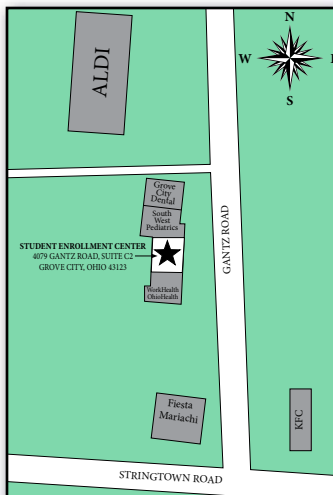 N
W
S
ALDI
Grove
City
Dental
South
West
Pediatrics
STUDENT ENROLLMENT CENTER
4079 GANTZ ROAD, SUITE C2
GROVE CITY, OHIO 43123
WorkHealth
OhioHealth
GANTZ ROAD
Fiesta
Mariachi
KFC
STRINGTOWN ROAD